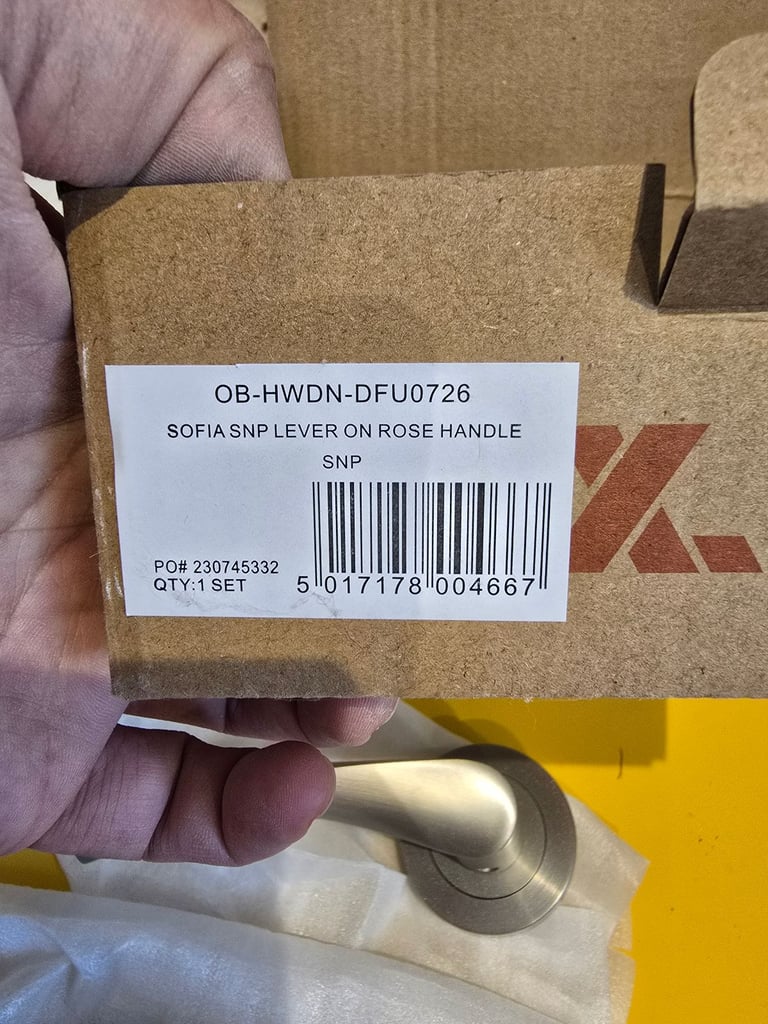 OB-HWDN-DFU0726
SOFIA SNP LEVER ON ROSE HANDLE
SNP
PO# 230745332
QTY:1 SET
5 017178 004667
X.